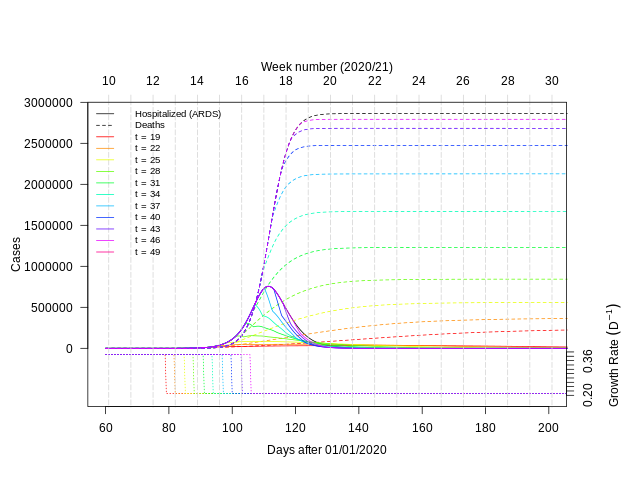 Week number (2020/21)
10 12 14 16 18 20 22 24 26 28 30
3000000
2500000
2000000
1500000
1000000
500000
0
Cases
Hospitalized (ARDS)
Deaths
t = 19
t = 22
t = 25
t = 28
t = 31
t = 34
t = 37
t = 40
t = 43
t = 46
t = 49
0.36
0.20
Growth Rate (D⁻¹)
60 80 100 120 140 160 180 200
Days after 01/01/2020